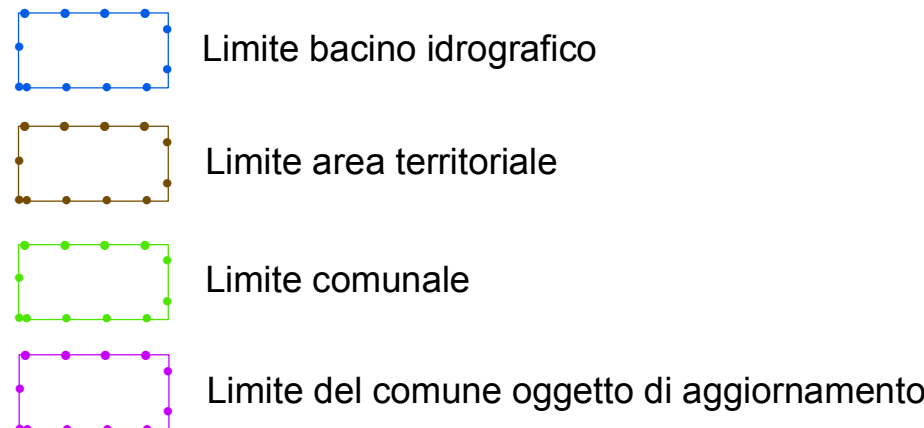 Limite bacino idrografico
Limite area territoriale
Limite comunale
Limite del comune oggetto di aggiornamento